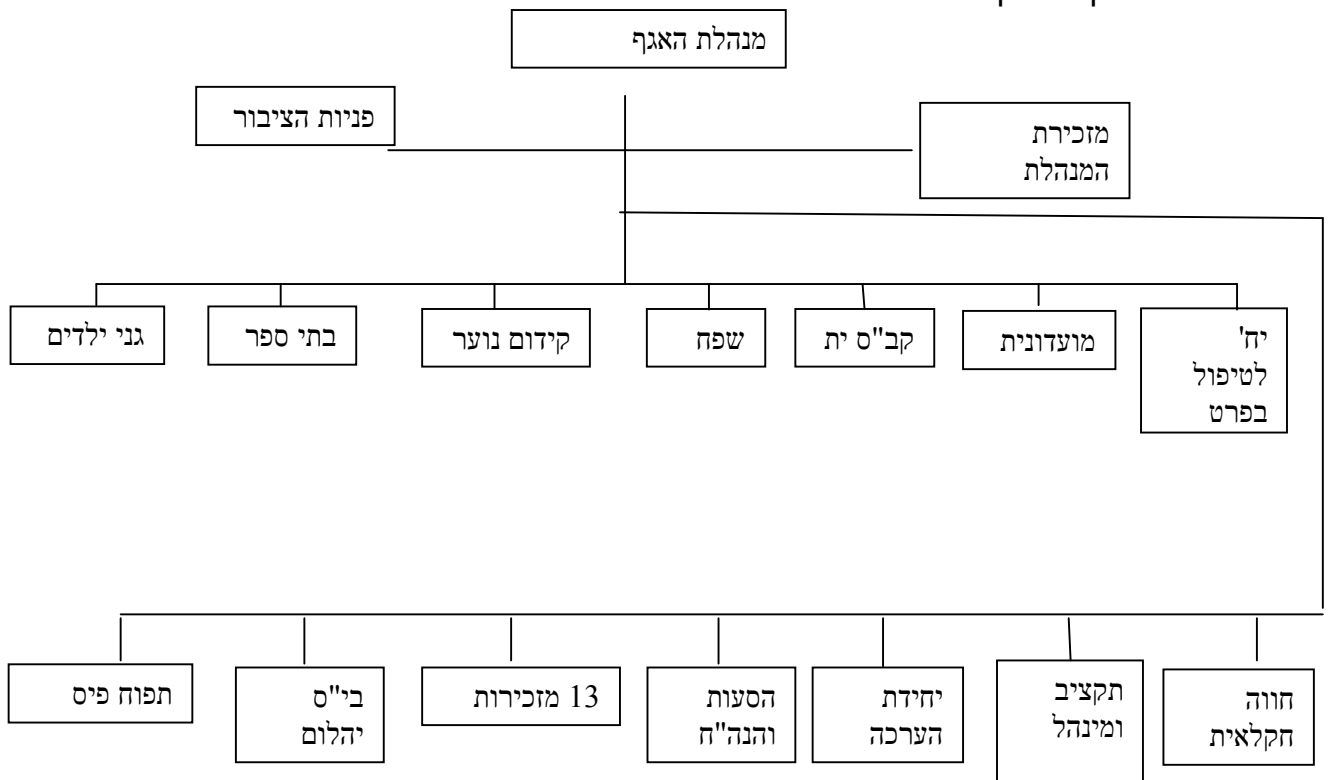 מנהלת האגף
פניות הציבור
מזכירת
המנהלת
יח'
לטיפול
בפרט
מועדונית
קב"ס ית
שפח
קידום נוער
בתי ספר
גני ילדים
חווה
חקלאית
תקציב
ומינהל
יחידת
הערכה
הסעות
והנה"ח
13 מזכירות
בי"ס
יהלום
תפוח פיס